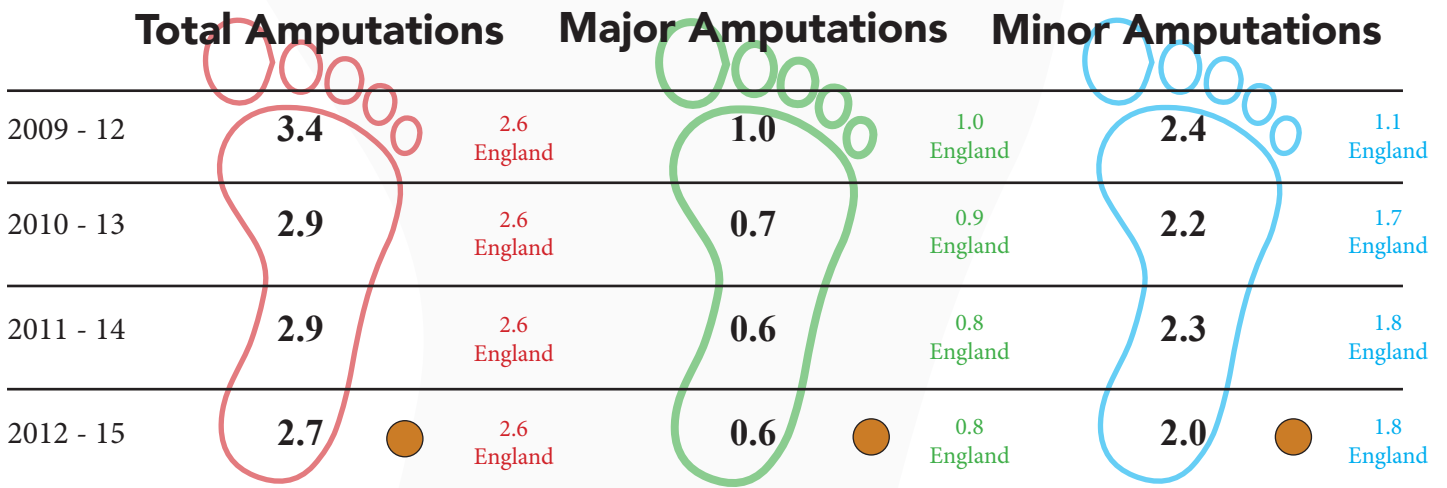 Total Amputations Major Amputations Minor Amputations
2009 - 12 3.4 2.6 England 1.0 1.0 England 2.4 1.1 England
2010 - 13 2.9 2.6 England 0.7 0.9 England 2.2 1.7 England
2011 - 14 2.9 2.6 England 0.6 0.8 England 2.3 1.8 England
2012 - 15 2.7 2.6 England 0.6 0.8 England 2.0 1.8 England